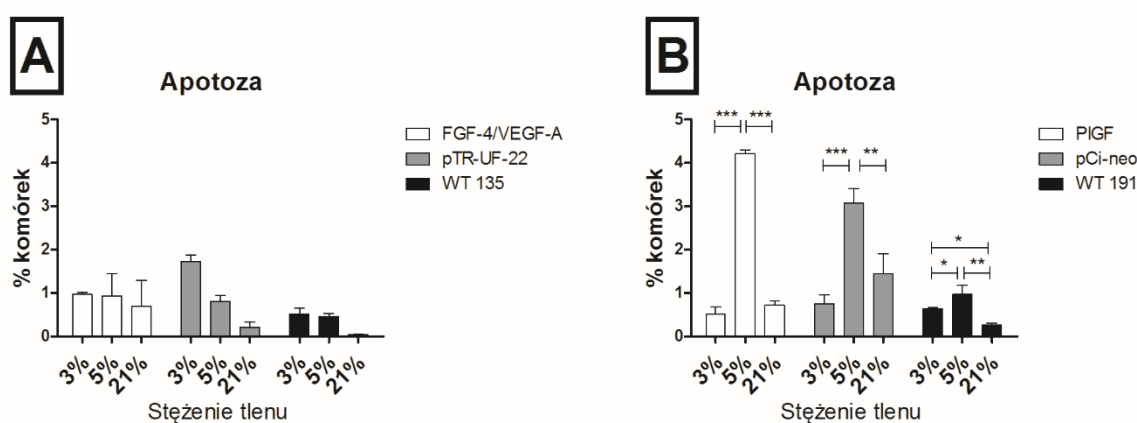 A
Apotoza
% komórek
5
4
3
2
1
0
3%
5%
21%
3%
5%
21%
3%
5%
21%
Stężenie tlenu
FGF-4/VEGF-A
pTR-UF-22
WT 135
B
Apotoza
% komórek
5
4
3
2
1
0
*** ***
*** **
*
* **
3%
5%
21%
3%
5%
21%
3%
5%
21%
Stężenie tlenu
PlGF
pCi-neo
WT 191